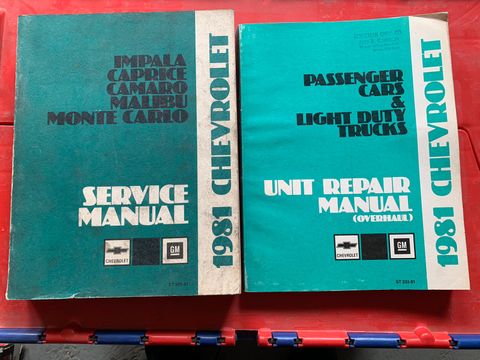 IMPALA
CAPRICE
CAMARO
MALIBU
MONTE CARLO
SERVICE
MANUAL
CHEVROLET
GM
1981 CHEVROLET
PASSENGER
CARS
&
LIGHT DUTY
TRUCKS
UNIT REPAIR
MANUAL
(OVERHAUL)
CHEVROLET
GM
1981 CHEVROLET